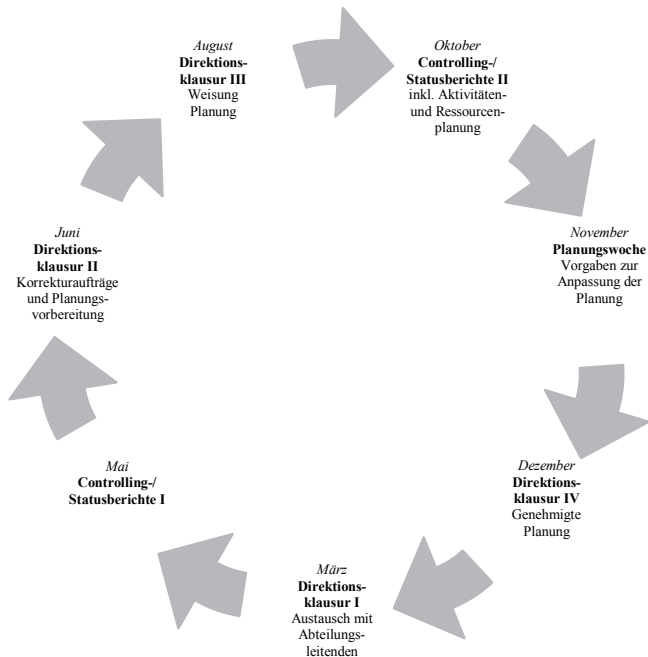 August
Direktions-
klausur III
Weisung
Planung
Oktober
Controlling-/
Statusberichte II
inkl. Aktivitäten-
und Ressourcen-
planung
November
Planungswoche
Vorgaben zur
Anpassung der
Planung
Dezember
Direktions-
klausur IV
Genehmigte
Planung
März
Direktions-
klausur I
Austausch mit
Abteilungs-
leitenden
Mai
Controlling-/
Statusberichte I
Juni
Direktions-
klausur II
Korrekturaufträge
und Planungs-
vorbereitung